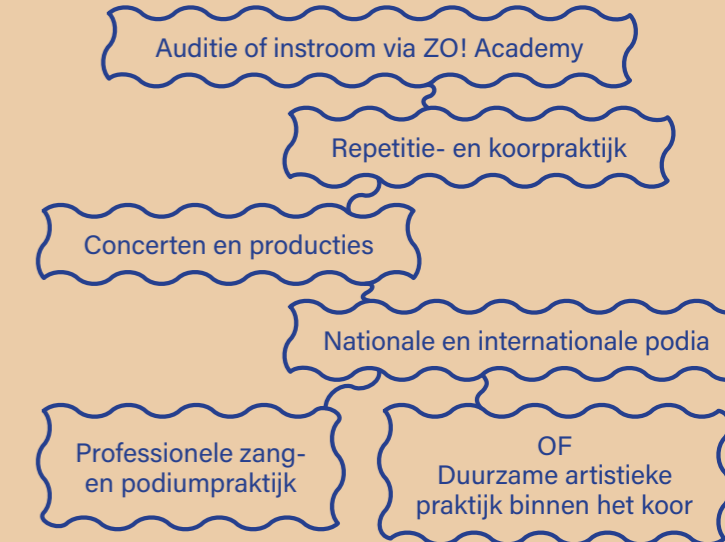 Auditie of instroom via ZO! Academy
Repetitie- en koorpraktijk
Concerten en producties
Nationale en internationale podia
Professionele zang-
en podiumpraktijk
OF
Duurzame artistieke
praktijk binnen het koor